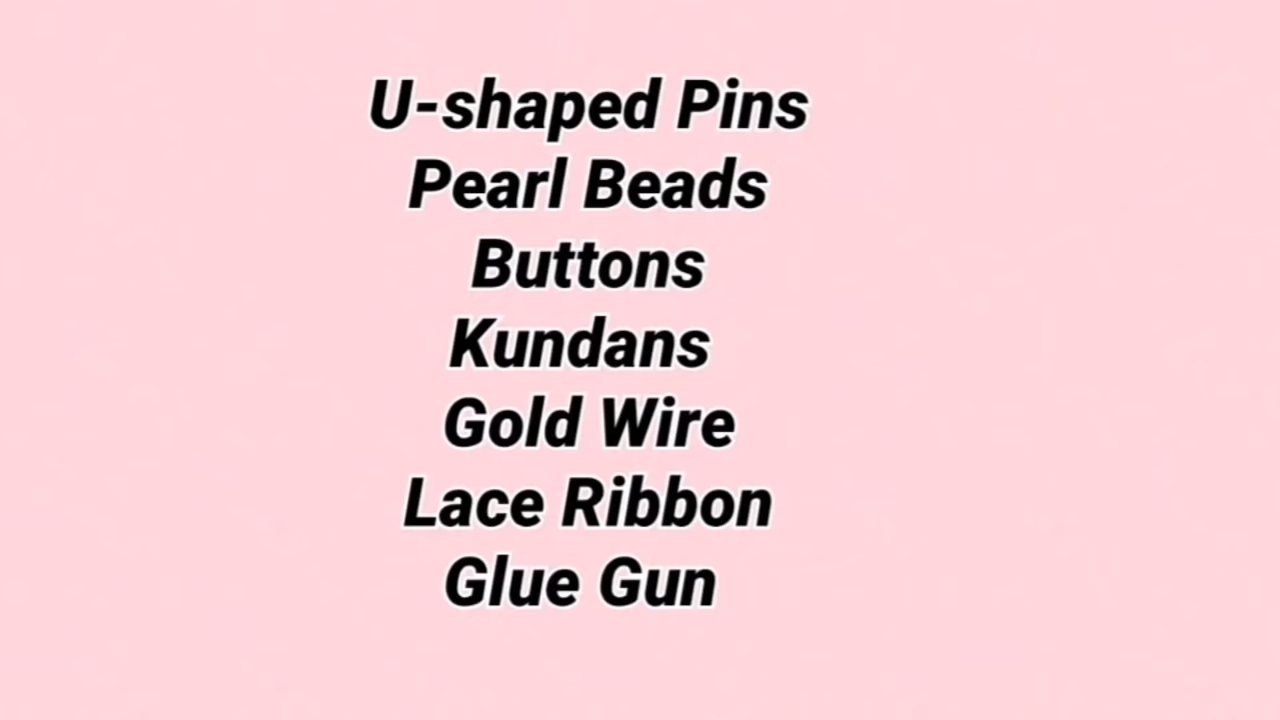 U-shaped Pins
Pearl Beads
Buttons
Kundans
Gold Wire
Lace Ribbon
Glue Gun